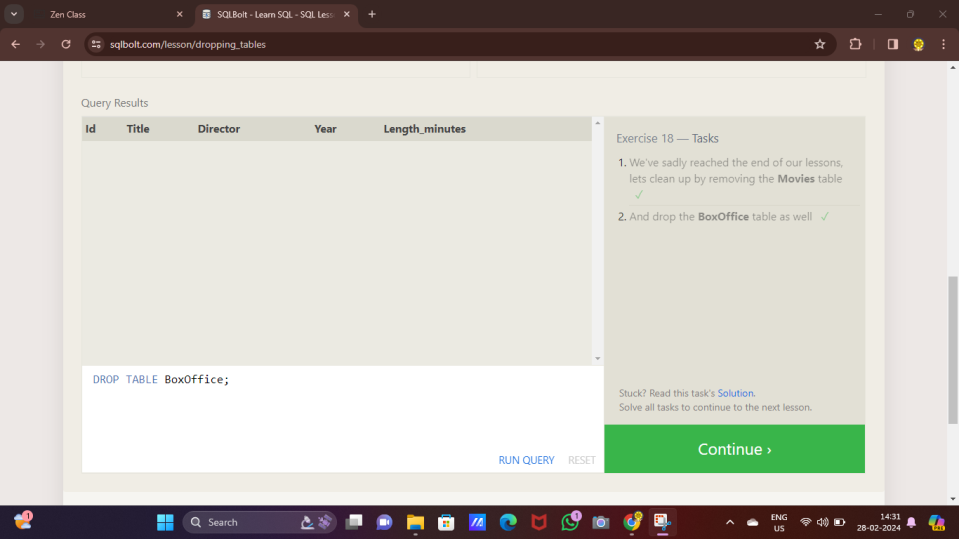 Zen Class
SQLBolt - Learn SQL - SQL Less
sqlbolt.com/lesson/dropping_tables
Query Results
Id Title Director Year Length_minutes
Exercise 18 — Tasks
1. We've sadly reached the end of our lessons,
lets clean up by removing the Movies table
✓
2. And drop the BoxOffice table as well ✓
DROP TABLE BoxOffice;
Stuck? Read this task's Solution.
Solve all tasks to continue to the next lesson.
RUN QUERY RESET
Continue ›
1
Search
1
ENG
US
14:31
28-02-2024